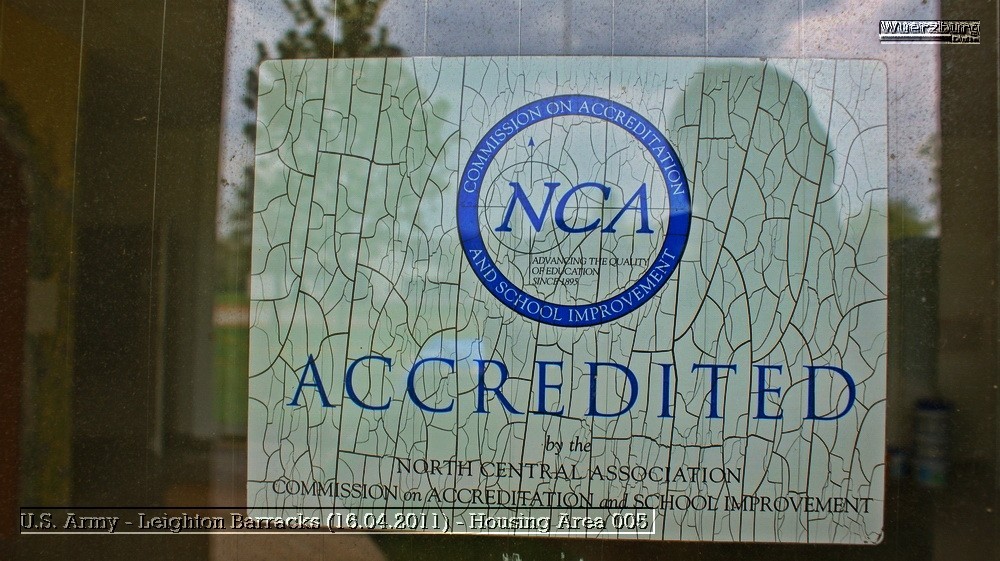 Wuerzburg
COMMISSION ON ACCREDITATION
AND SCHOOL IMPROVEMENT
NCA
ADVANCING THE QUALITY
OF EDUCATION
SINCE 1895
ACCREDITED
by the
NORTH CENTRAL ASSOCIATION
COMMISSION on ACCREDITATION and SCHOOL IMPROVEMENT
U.S. Army - Leighton Barracks (16.04.2011) - Housing Area 005